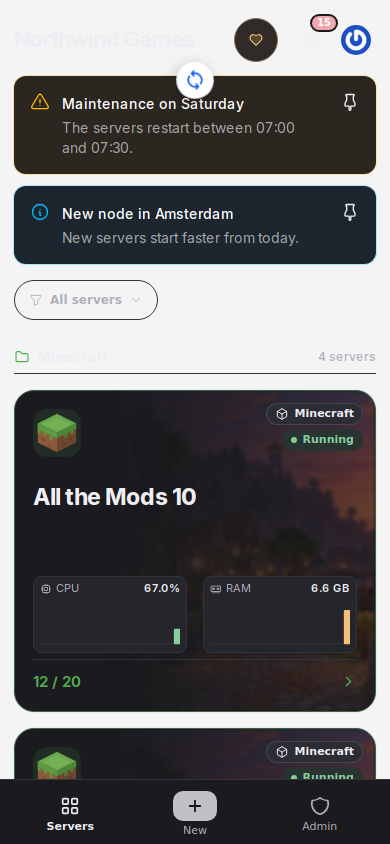 Northwind Games
15
Maintenance on Saturday
The servers restart between 07:00
and 07:30.
New node in Amsterdam
New servers start faster from today.
All servers
Minecraft
4 servers
Minecraft
Running
All the Mods 10
CPU
67.0%
RAM
6.6 GB
12 / 20
Minecraft
Running
Servers
New
Admin